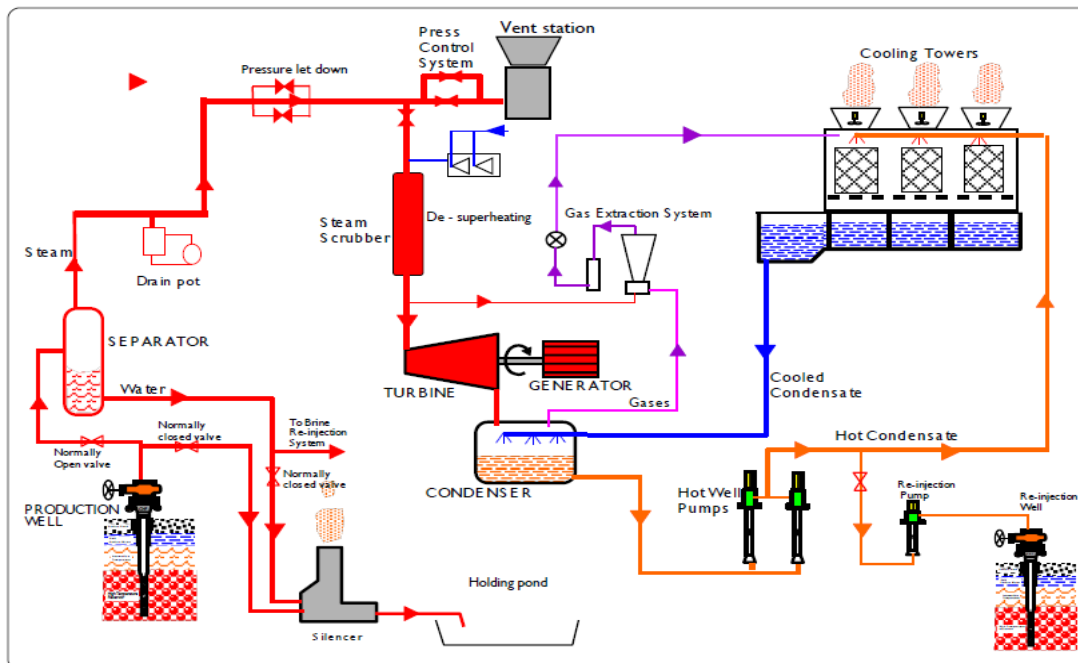 Vent station
Press
Control
System
Cooling Towers
Pressure let down
De - superheating
Gas Extraction System
Steam
Scrubber
Steam
Drain pot
SEPARATOR
Water
TURBINE
GENERATOR
Gases
Cooled
Condensate
Normally
closed valve
To Brine
Re-injection
System
Normally
Open valve
Normally
closed valve
CONDENSER
Hot Condensate
Hot Well
Pumps
Re-injection
Pump
Re-injection
Well
PRODUCTION
WELL
Holding pond
Silencer